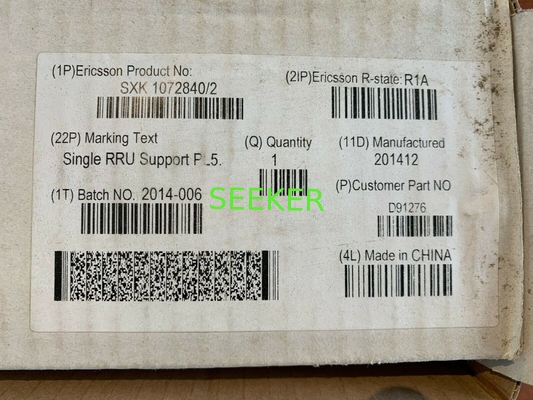 (1P)Ericsson Product No:
SXK 1072840/2
(2IP)Ericsson R-state: R1A
(22P) Marking Text
Single RRU Support P_5.
(Q) Quantity
1
(11D) Manufactured
201412
(1T) Batch NO. 2014-006
SEEKER
(P)Customer Part NO
D91276
(4L) Made in CHINA